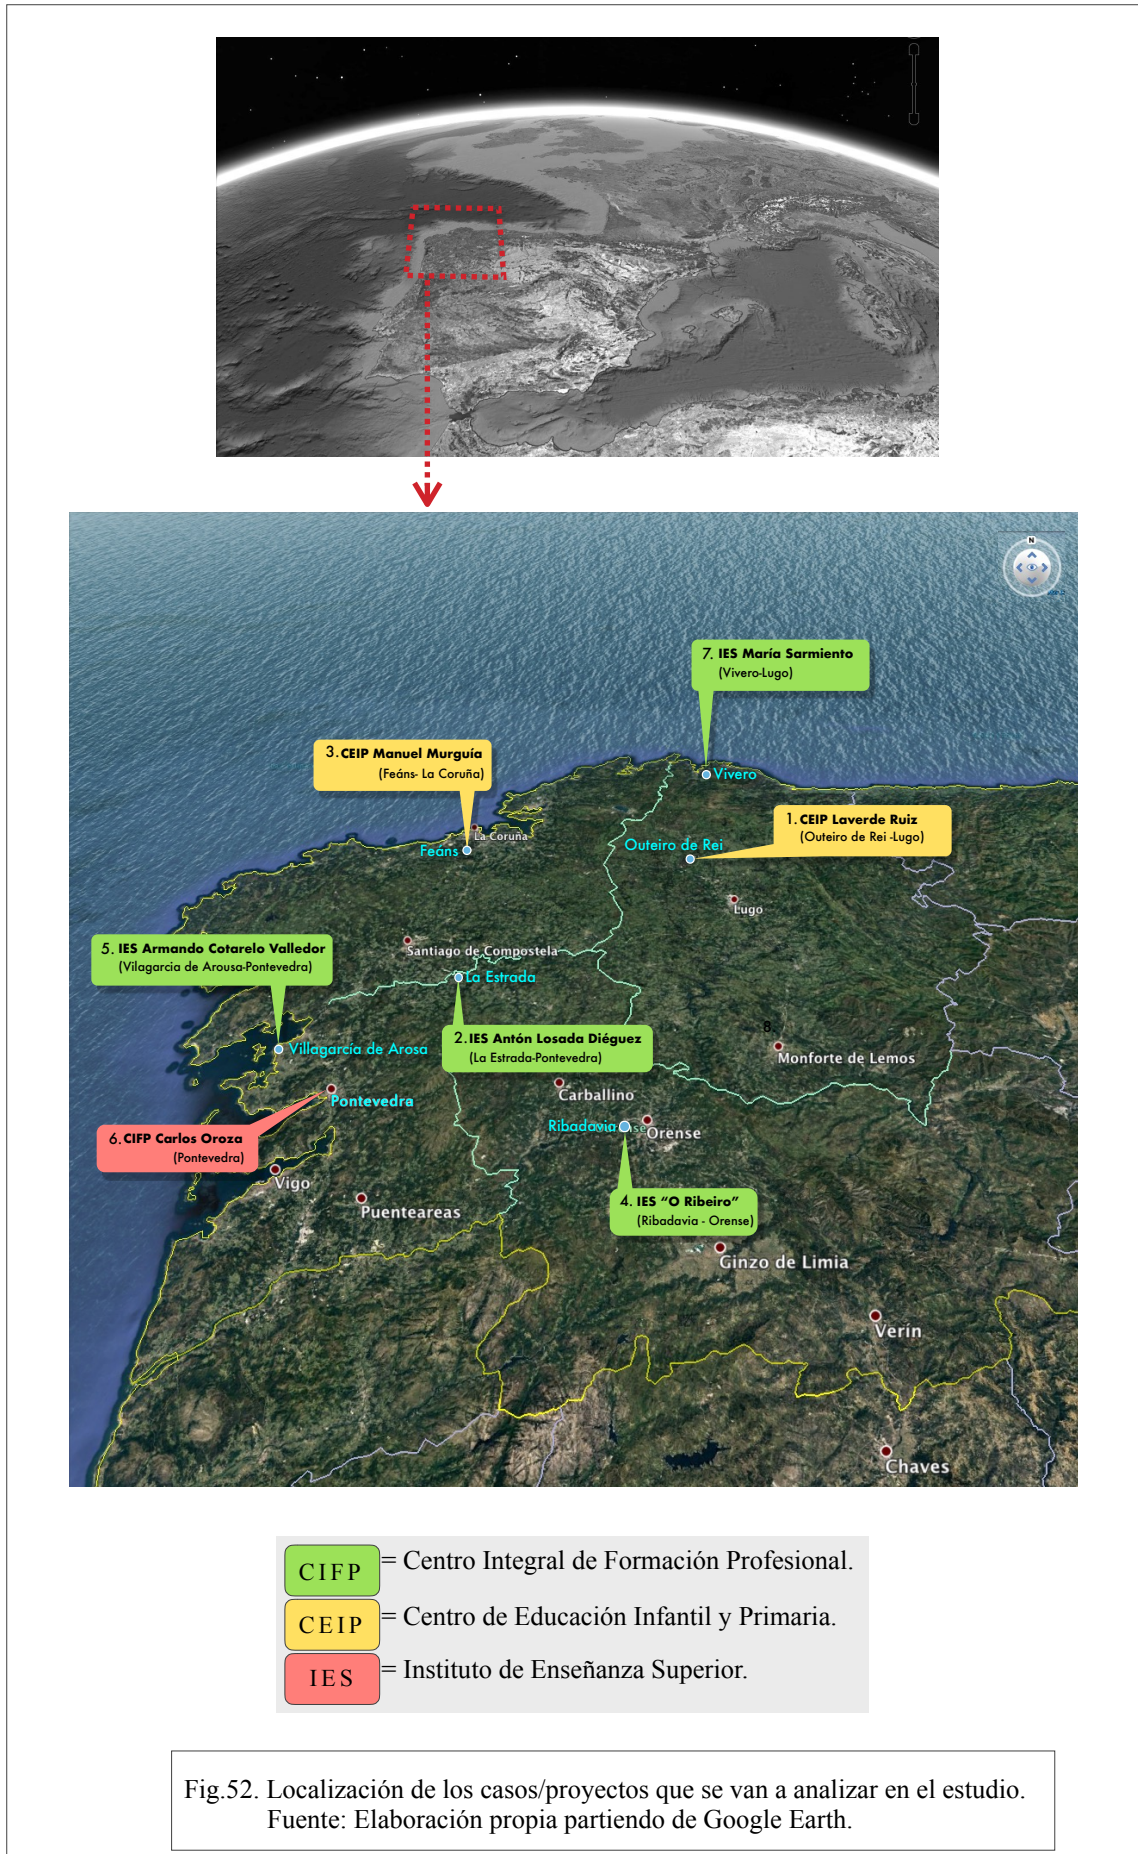 N
7. IES María Sarmiento
(Vivero-Lugo)
3. CEIP Manuel Murguía
(Feáns- La Coruña)
Vivero
1. CEIP Laverde Ruiz
(Outeiro de Rei -Lugo)
La Coruña
Feáns
Outeiro de Rei
Lugo
5. IES Armando Cotarelo Valledor
(Vilagarcia de Arousa-Pontevedra)
Santiago de Compostela
La Estrada
8.
2. IES Antón Losada Diéguez
(La Estrada-Pontevedra)
Villagarcía de Arosa
Monforte de Lemos
Carballino
Pontevedra
Ribadavia
Orense
6. CIFP Carlos Oroza
(Pontevedra)
Vigo
Puenteareas
4. IES “O Ribeiro”
(Ribadavia - Orense)
Ginzo de Limia
Verín
Chaves
CIFP = Centro Integral de Formación Profesional.
CEIP = Centro de Educación Infantil y Primaria.
IES = Instituto de Enseñanza Superior.
Fig.52. Localización de los casos/proyectos que se van a analizar en el estudio.
Fuente: Elaboración propia partiendo de Google Earth.